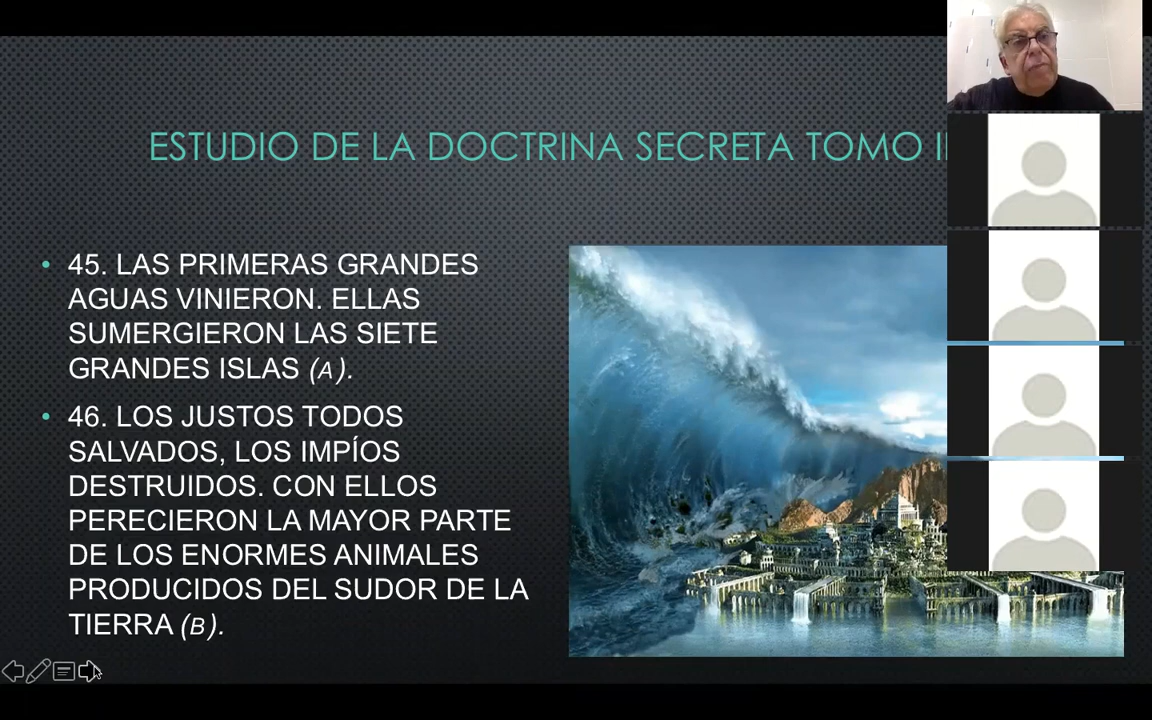 ESTUDIO DE LA DOCTRINA SECRETA TOMO
• 45. LAS PRIMERAS GRANDES
AGUAS VINIERON. ELLAS
SUMERGIERON LAS SIETE
GRANDES ISLAS (A).
• 46. LOS JUSTOS TODOS
SALVADOS, LOS IMPÍOS
DESTRUIDOS. CON ELLOS
PERECIERON LA MAYOR PARTE
DE LOS ENORMES ANIMALES
PRODUCIDOS DEL SUDOR DE LA
TIERRA (B).